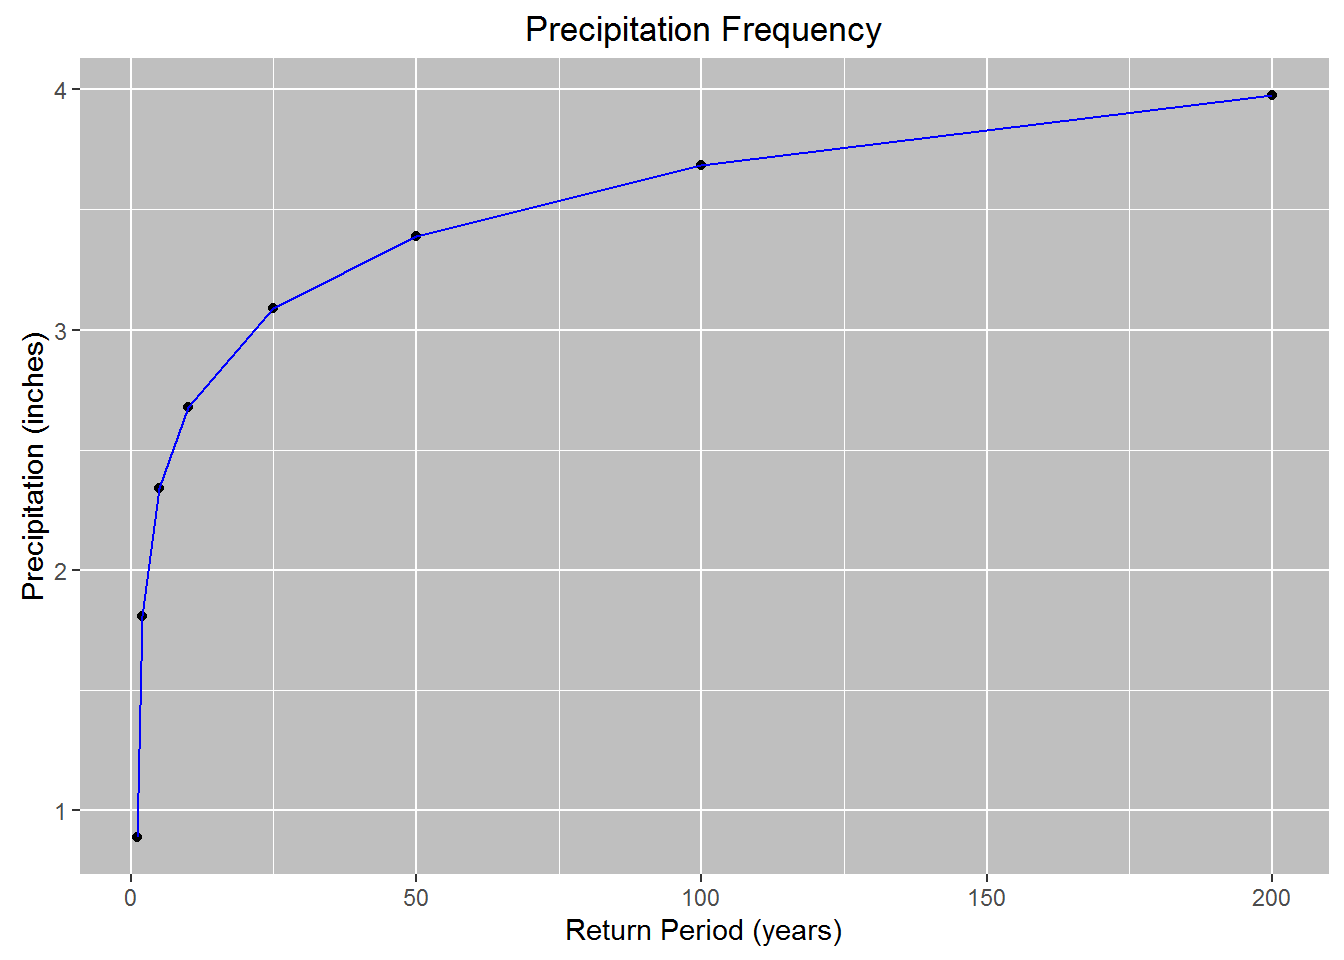 Precipitation Frequency
Precipitation (inches)
4
3
2
1
0 50 100 150 200
Return Period (years)